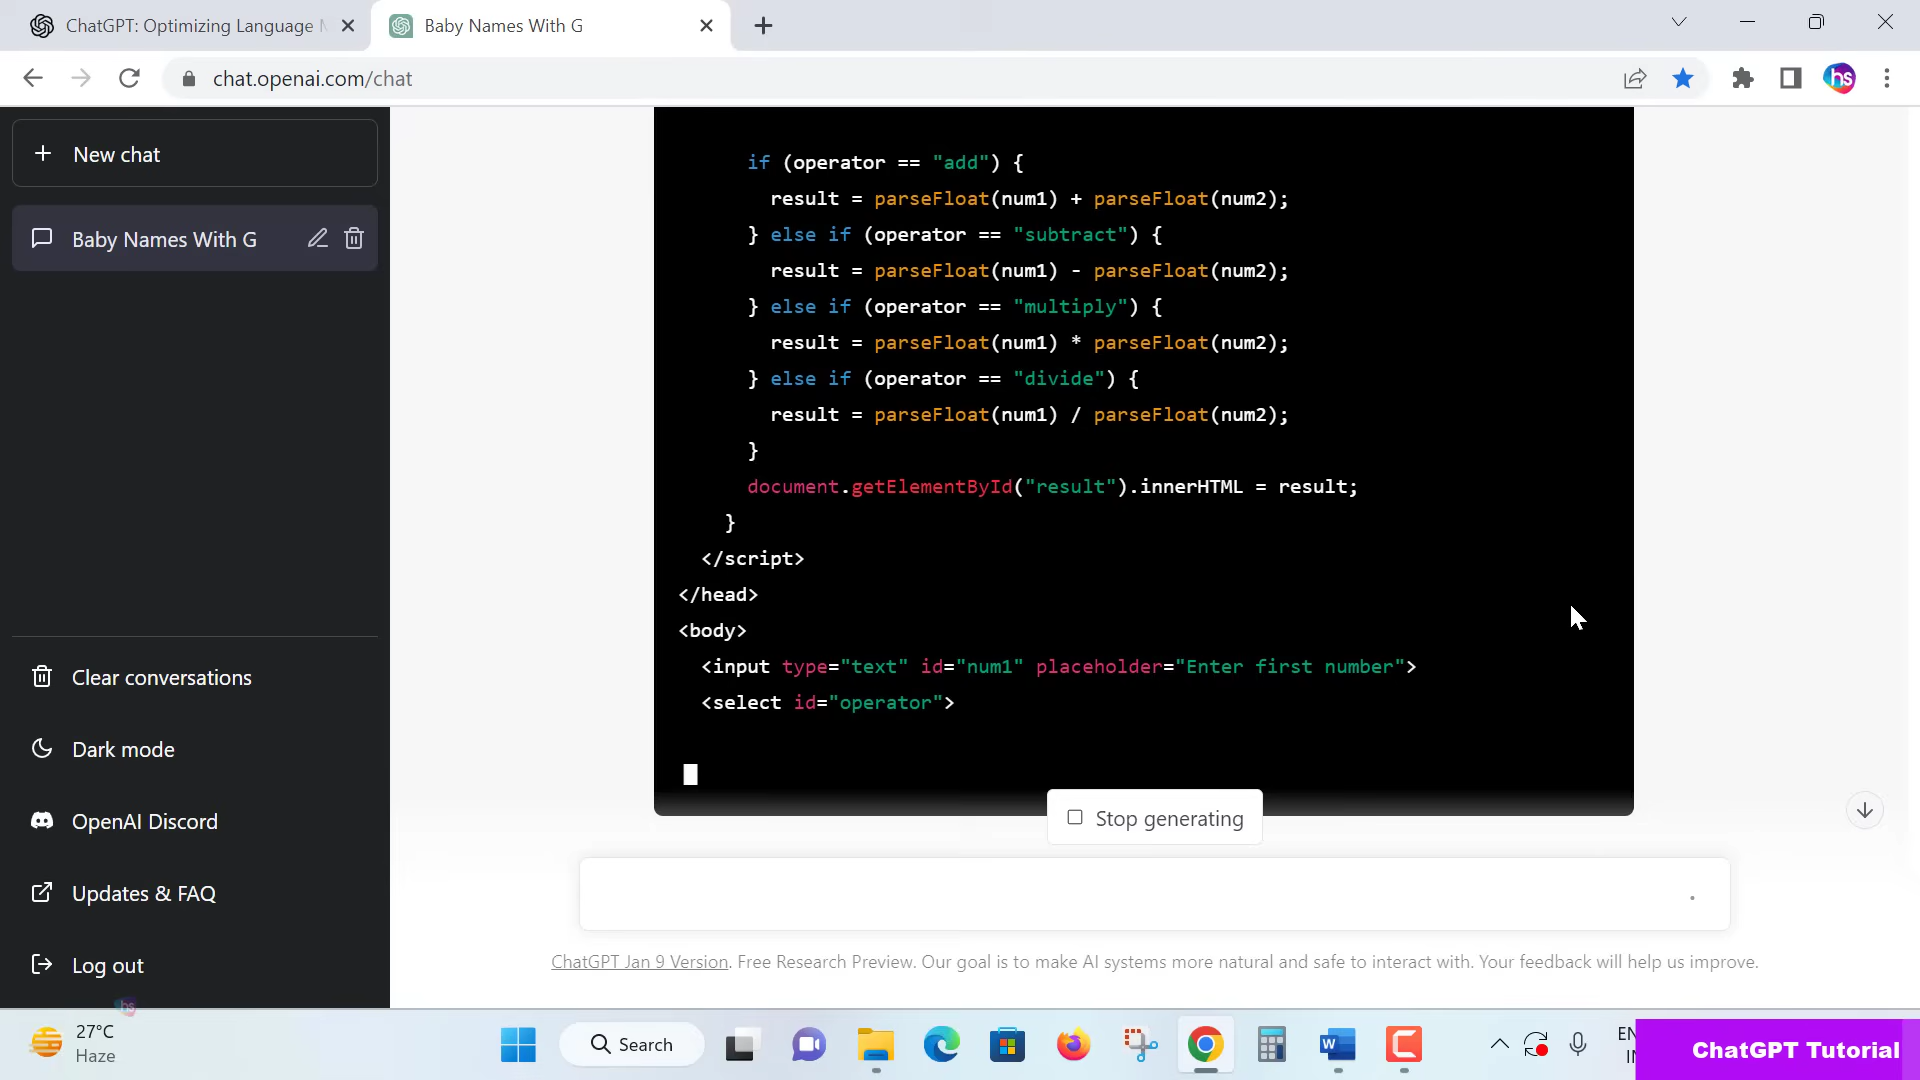 ChatGPT: Optimizing Language
Baby Names With G
chat.openai.com/chat
hs
New chat
Baby Names With G
Clear conversations
Dark mode
OpenAI Discord
Updates & FAQ
Log out
if (operator == "add") {
result = parseFloat(num1) + parseFloat(num2);
} else if (operator == "subtract") {
result = parseFloat(num1) - parseFloat(num2);
} else if (operator == "multiply") {
result = parseFloat(num1) * parseFloat(num2);
} else if (operator == "divide") {
result = parseFloat(num1) / parseFloat(num2);
}
document.getElementById("result").innerHTML = result;
}
</script>
</head>
<body>
<input type="text" id="num1" placeholder="Enter first number">
<select id="operator">
Stop generating
ChatGPT Jan 9 Version. Free Research Preview. Our goal is to make AI systems more natural and safe to interact with. Your feedback will help us improve.
hs
27°C
Haze
Search
W
ChatGPT Tutorial